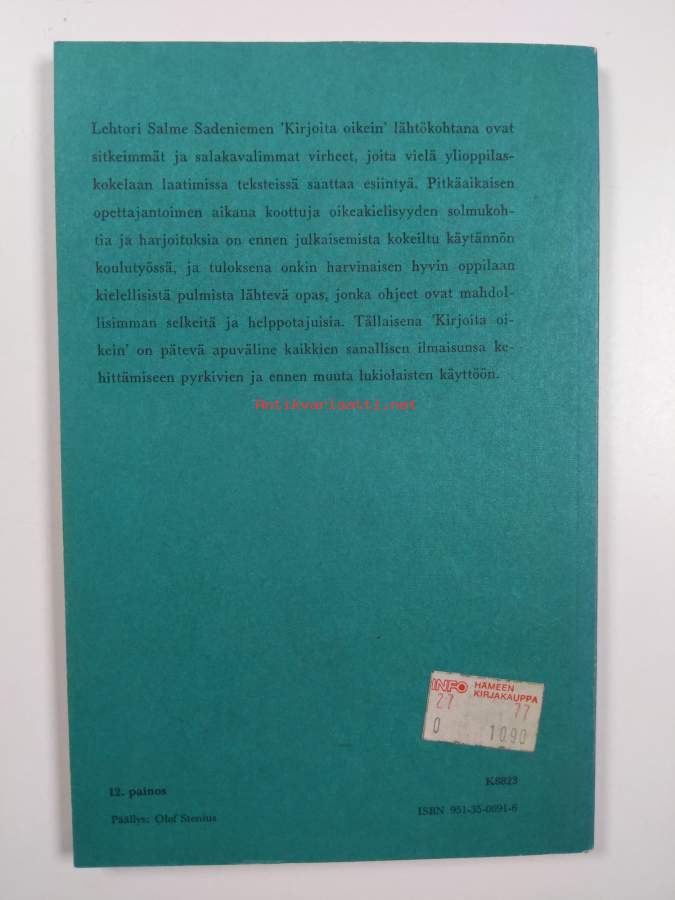 Lehtori Salme Sadeniemen 'Kirjoita oikein' lähtökohtana ovat
sitkeimmät ja salakavalimmat virheet, joita vielä ylioppilas-
kokelaan laatimissa teksteissä saattaa esiintyä. Pitkäaikaisen
opettajantoimen aikana koottuja oikeakielisyyden solmukoh-
tia ja harjoituksia on ennen julkaisemista kokeiltu käytännön
koulutyössä, ja tuloksena onkin harvinaisen hyvin oppilaan
kielellisistä pulmista lähtevä opas, jonka ohjeet ovat mahdol-
lisimman selkeitä ja helppotajuisia. Tällaisena 'Kirjoita oi-
kein' on pätevä apuväline kaikkien sanallisen ilmaisunsa ke-
hittämiseen pyrkivien ja ennen muuta lukiolaisten käyttöön.
Antikvariaatti.net
INFO HÄMEEN
KIRJAKAUPPA
27 77
0 10.90
12. painos
K8823
Päällys: Olof Stenius
ISBN 951-35-0091-6